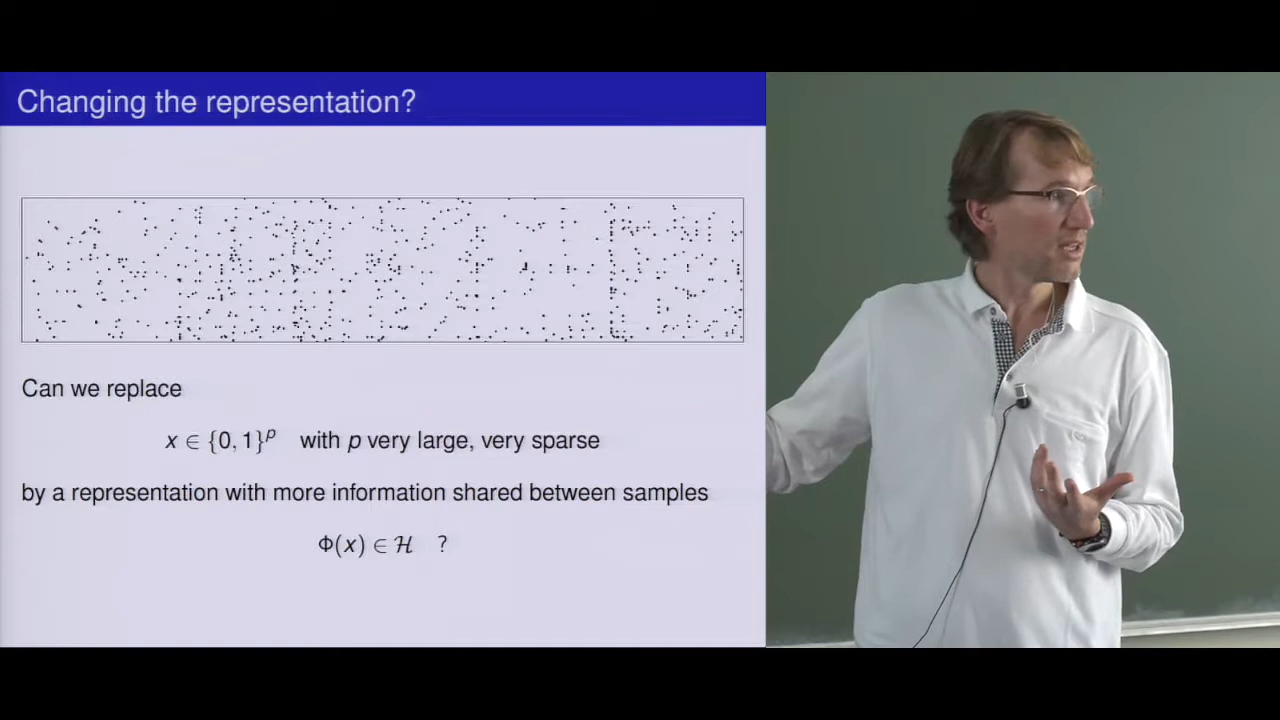 Changing the representation?
Can we replace
x ∈ {0, 1}^p with p very large, very sparse
by a representation with more information shared between samples
Φ(x) ∈ H ?